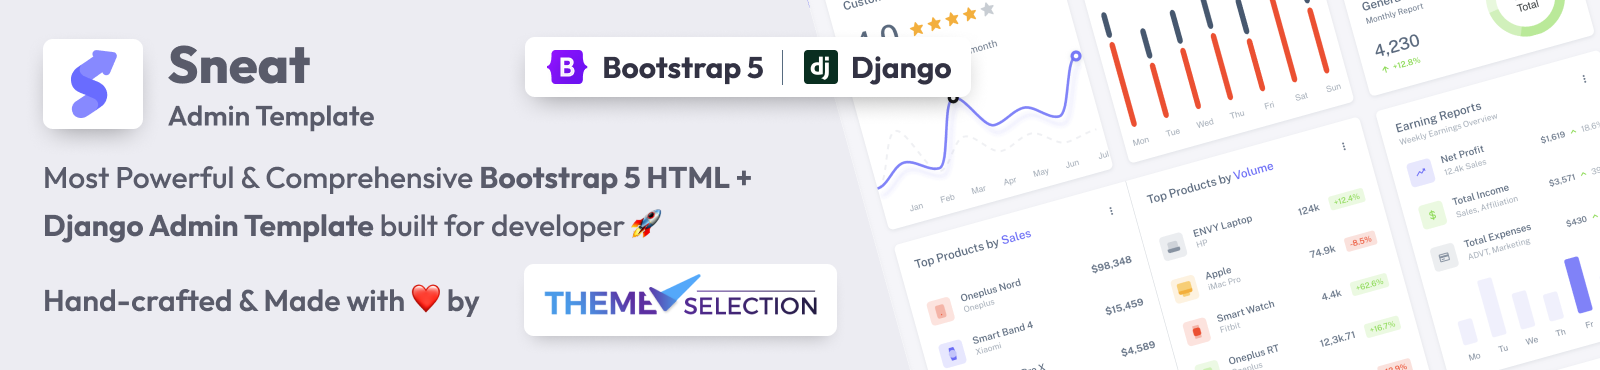 Sneat
Admin Template
Bootstrap 5
dj Django
B
Most Powerful & Comprehensive Bootstrap 5 HTML +
Django Admin Template built for developer
Hand-crafted & Made with ❤️ by
THEMESELECTION
month
Jan Feb Mar Apr May Jun Jul
Mon Tue Wed Thu Fri Sat Sun
Monthly Report
4,230
+12.8%
Total
Top Products by Sales
Oneplus Nord
Oneplus
$98,348
Smart Band 4
Xiaomi
$15,459
$4,589
Top Products by Volume
ENVY Laptop
HP
124k
+12.4%
Apple
iMac Pro
74.9k
-8.5%
Smart Watch
Fitbit
4.4k
+62.6%
Oneplus RT
Oneplus
12,3k.71
+16.7%
Earning Reports
Weekly Earnings Overview
Net Profit
12.4k Sales
$1,619
18.6%
Total Income
Sales, Affiliation
$3,571
Total Expenses
ADVT, Marketing
$430
Mo Tu We Th Fr